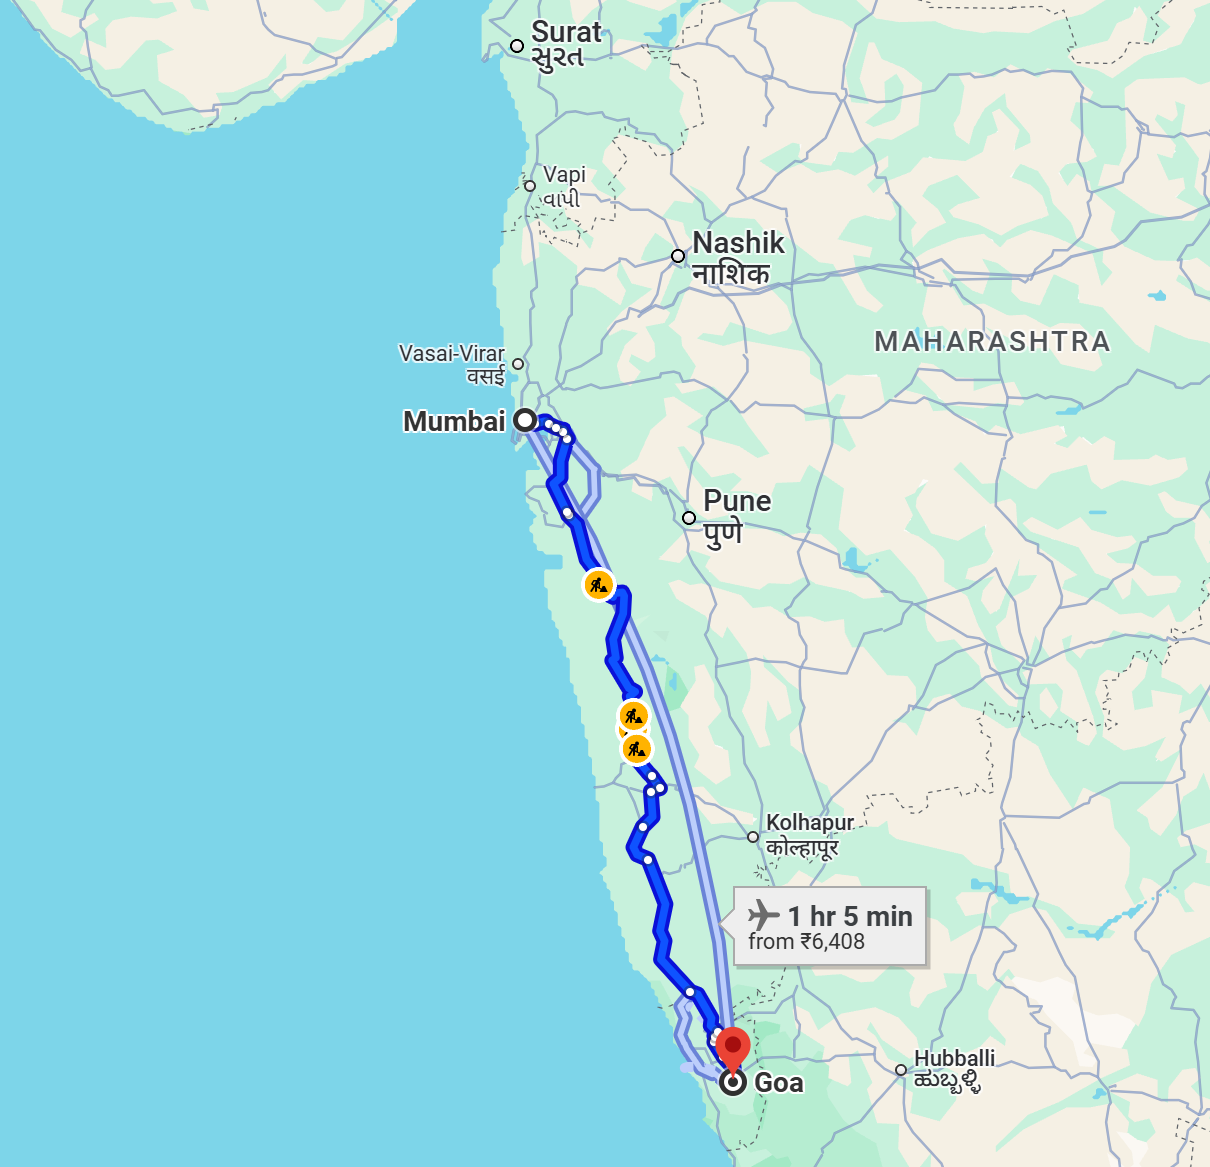 Surat
સુરત
Vapi
વાપી
Nashik
नाशिक
MAHARASHTRA
Vasai-Virar
वसई
Mumbai
Pune
पुणे
Kolhapur
कोल्हापूर
1 hr 5 min
from ₹6,408
Hubballi
ಹುಬ್ಬಳ್ಳಿ
Goa